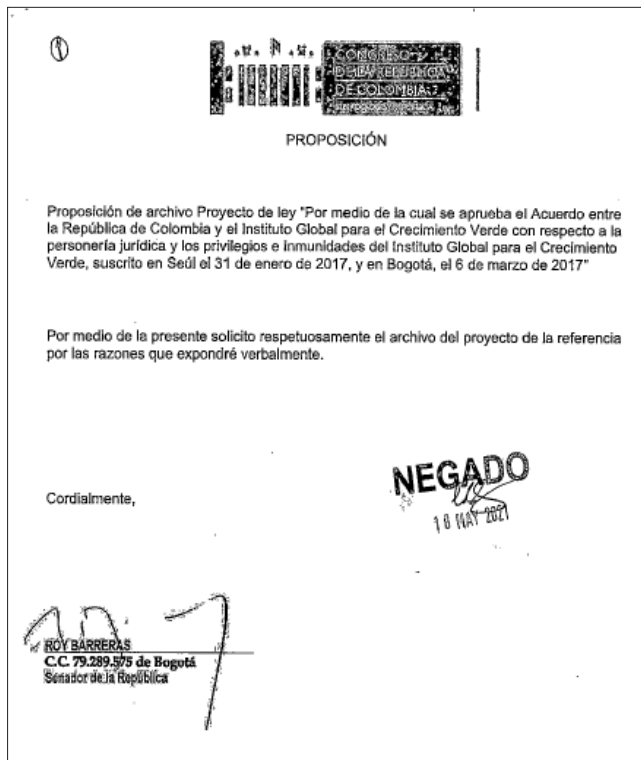 CONGRESO
DE LA REPÚBLICA
DE COLOMBIA
PROPOSICIÓN
Proposición de archivo Proyecto de ley "Por medio de la cual se aprueba el Acuerdo entre
la República de Colombia y el Instituto Global para el Crecimiento Verde con respecto a la
personería jurídica y los privilegios e inmunidades del Instituto Global para el Crecimiento
Verde, suscrito en Seúl el 31 de enero de 2017, y en Bogotá, el 6 de marzo de 2017"
Por medio de la presente solicito respetuosamente el archivo del proyecto de la referencia
por las razones que expondré verbalmente.
NEGADO
18 MAY 2021
Cordialmente,
ROY BARRERAS
C.C. 79.289.575 de Bogotá
Senador de la República